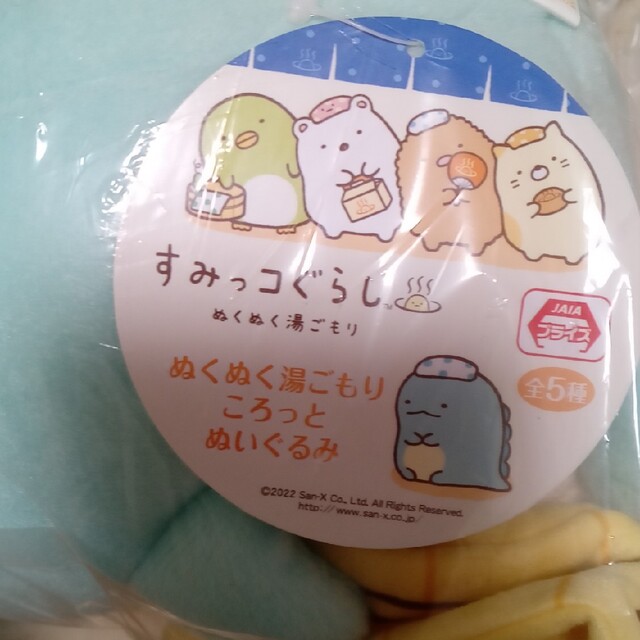 すみっコぐらし™
ぬくぬく湯ごもり
JAIA
プライズ
全5種
ぬくぬく湯ごもり
ころっと
ぬいぐるみ
©2022 San-X Co., Ltd. All Rights Reserved.
http://www.san-x.co.jp/